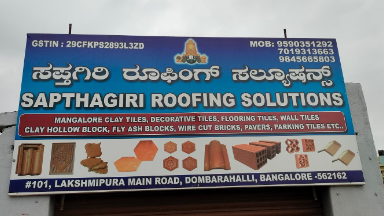 GSTIN : 29CFKPS2893L3ZD
MOB: 9590351292
7019313663
9845665803
ಸಪ್ತಗಿರಿ ರೂಫಿಂಗ್ ಸಲ್ಯೂಷನ್ಸ್
SAPTHAGIRI ROOFING SOLUTIONS
MANGALORE CLAY TILES, DECORATIVE TILES, FLOORING TILES, WALL TILES
CLAY HOLLOW BLOCK, FLY ASH BLOCKS, WIRE CUT BRICKS, PAVERS, PARKING TILES ETC..
#101, LAKSHMIPURA MAIN ROAD, DOMBARAHALLI, BANGALORE -562162